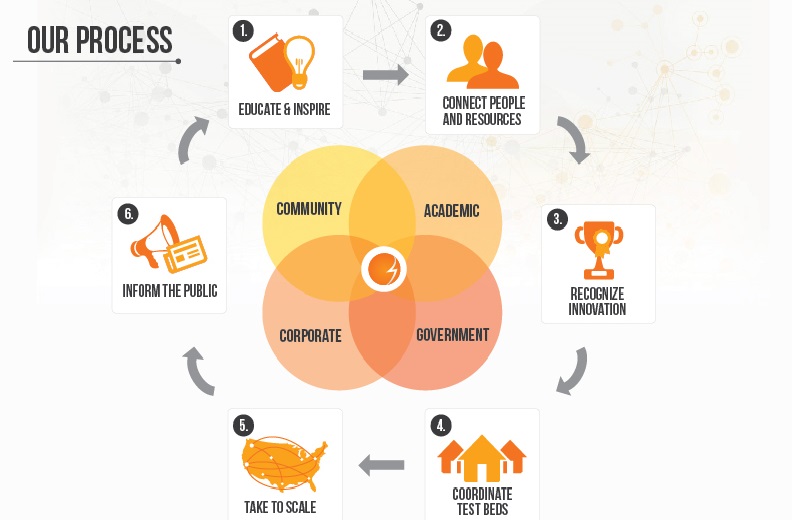 OUR PROCESS
1.
EDUCATE & INSPIRE
2.
CONNECT PEOPLE
AND RESOURCES
3.
RECOGNIZE
INNOVATION
4.
COORDINATE
TEST BEDS
5.
TAKE TO SCALE
6.
INFORM THE PUBLIC
COMMUNITY
ACADEMIC
CORPORATE
GOVERNMENT